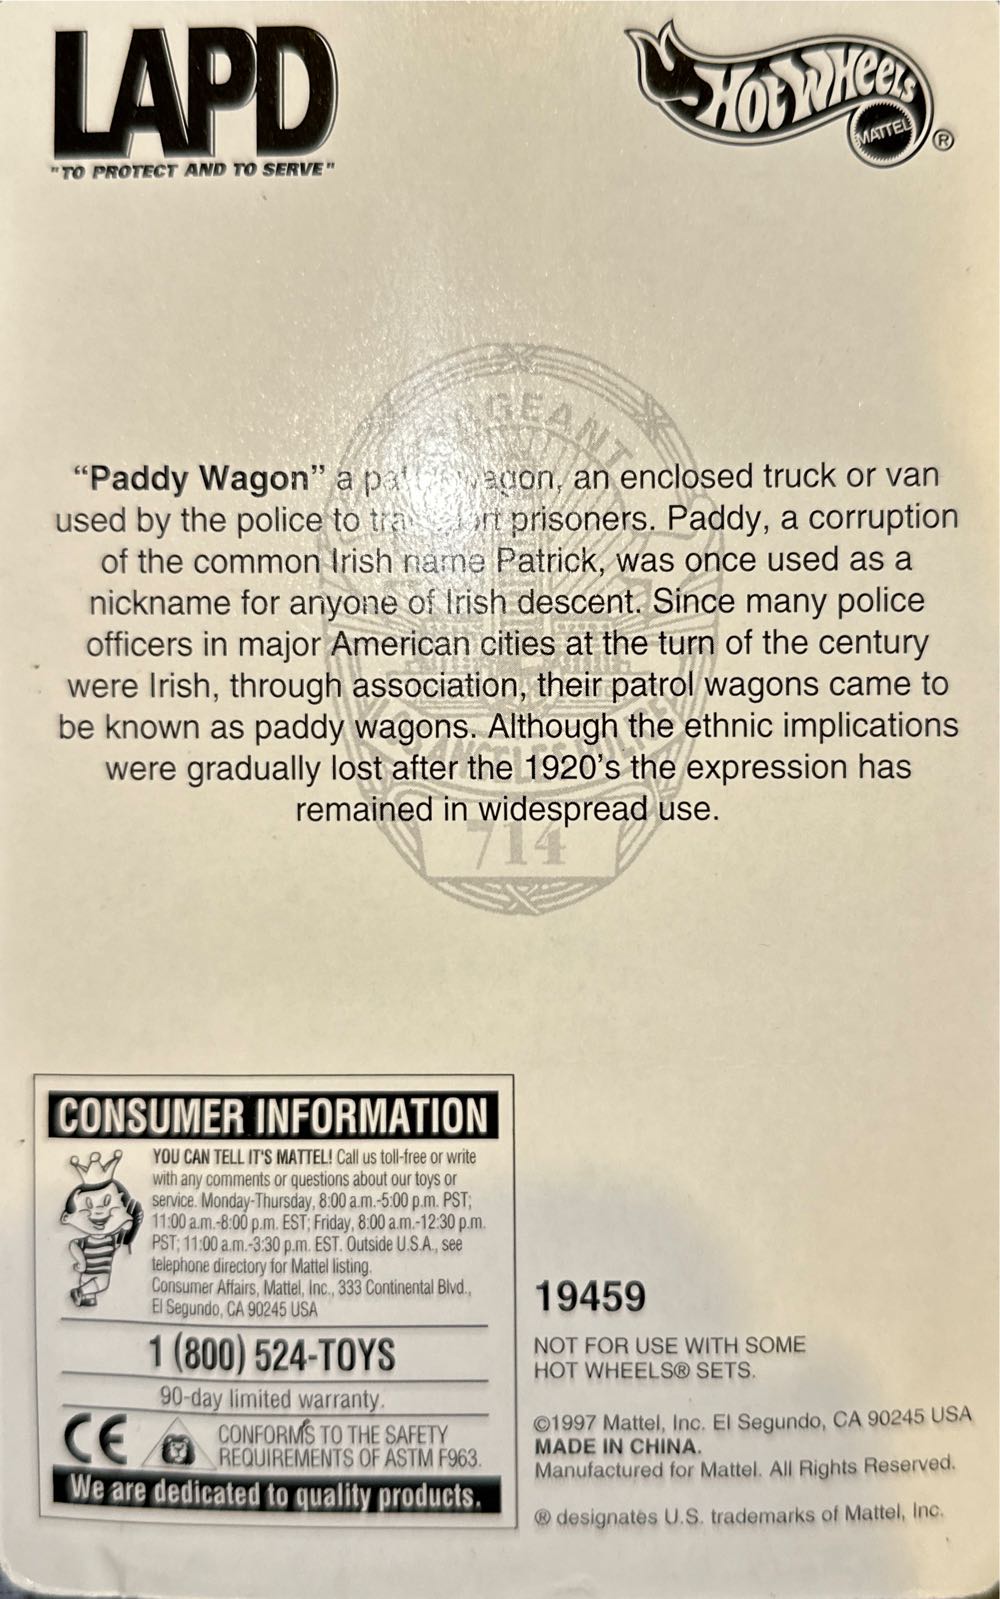 LAPD
"TO PROTECT AND TO SERVE"
HOT WHEELS
MATTEL
®
SERGEANT
“Paddy Wagon” a patrol wagon, an enclosed truck or van
used by the police to transport prisoners. Paddy, a corruption
of the common Irish name Patrick, was once used as a
nickname for anyone of Irish descent. Since many police
officers in major American cities at the turn of the century
were Irish, through association, their patrol wagons came to
be known as paddy wagons. Although the ethnic implications
were gradually lost after the 1920's the expression has
remained in widespread use.
LOS ANGELES POLICE
714
CONSUMER INFORMATION
YOU CAN TELL IT'S MATTEL! Call us toll-free or write
with any comments or questions about our toys or
service. Monday-Thursday, 8:00 a.m.-5:00 p.m. PST;
11:00 a.m.-8:00 p.m. EST; Friday, 8:00 a.m.-12:30 p.m.
PST; 11:00 a.m.-3:30 p.m. EST. Outside U.S.A., see
telephone directory for Mattel listing.
Consumer Affairs, Mattel, Inc., 333 Continental Blvd.,
El Segundo, CA 90245 USA
1 (800) 524-TOYS
90-day limited warranty.
CE
CONFORMS TO THE SAFETY
REQUIREMENTS OF ASTM F963.
We are dedicated to quality products.
19459
NOT FOR USE WITH SOME
HOT WHEELS® SETS.
©1997 Mattel, Inc. El Segundo, CA 90245 USA
MADE IN CHINA.
Manufactured for Mattel. All Rights Reserved.
® designates U.S. trademarks of Mattel, Inc.